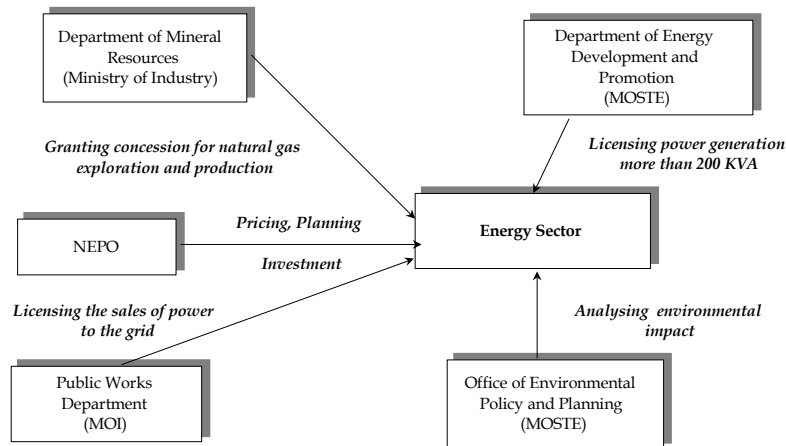 Department of Mineral
Resources
(Ministry of Industry)
Department of Energy
Development and
Promotion
(MOSTE)
Granting concession for natural gas
exploration and production
Licensing power generation
more than 200 KVA
NEPO
Pricing, Planning
Investment
Energy Sector
Licensing the sales of power
to the grid
Analysing environmental
impact
Public Works
Department
(MOI)
Office of Environmental
Policy and Planning
(MOSTE)